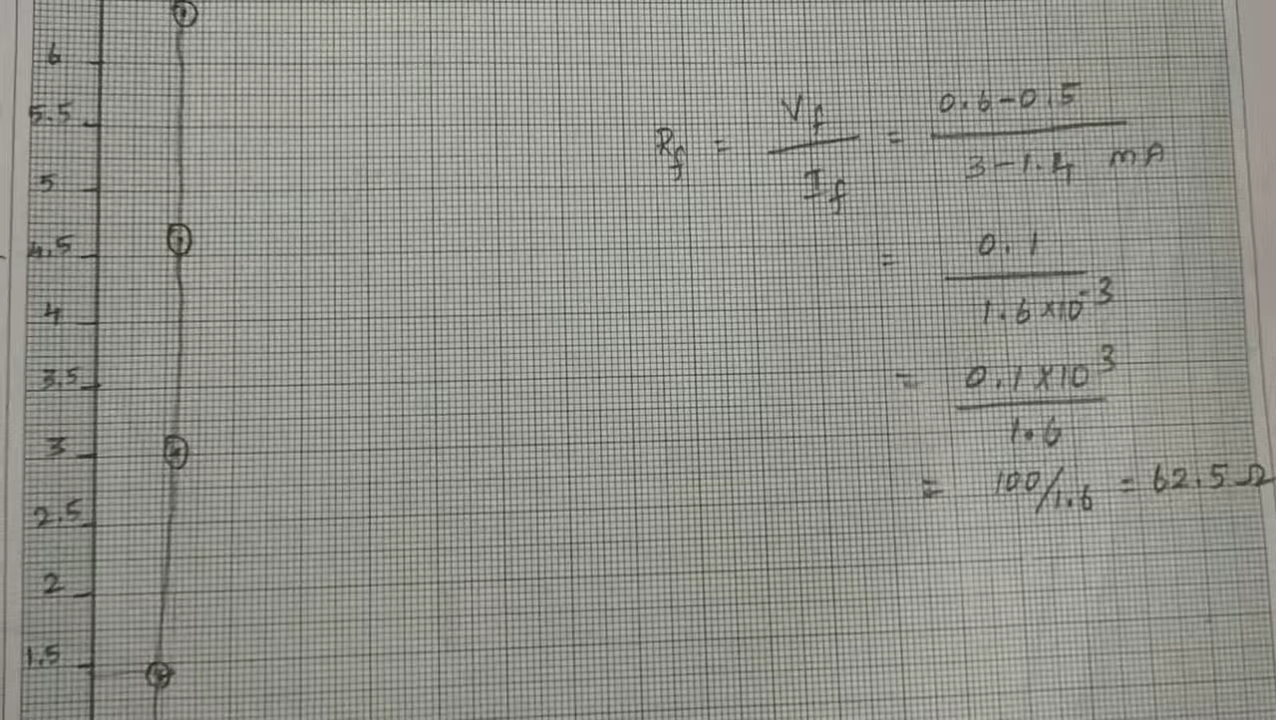 6
5.5
5
4.5
4
3.5
3
2.5
2
1.5
Rf = Vf / If = 0.6-0.5 / 3-1.4 mA
= 0.1 / 1.6×10^-3
= 0.1×10^3 / 1.6
= 100/1.6 = 62.5Ω